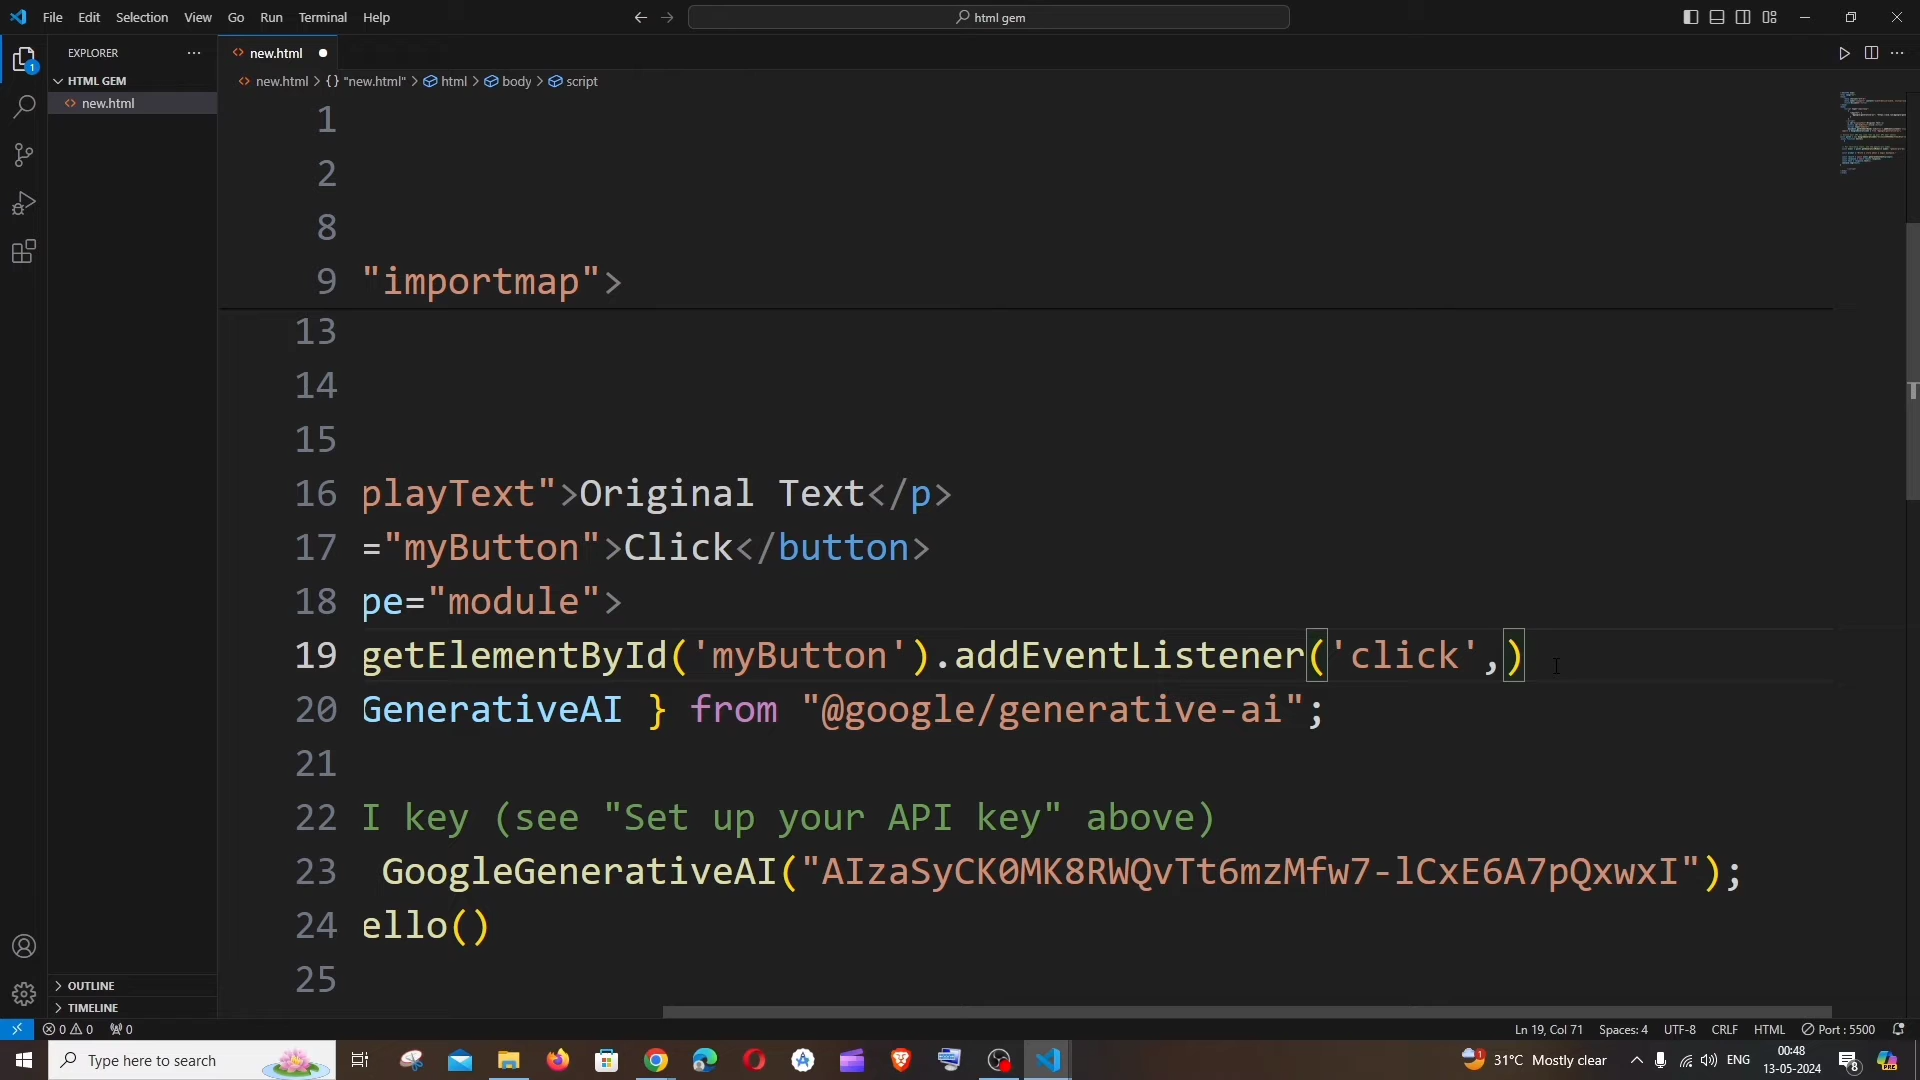 File Edit Selection View Go Run Terminal Help
html gem
EXPLORER
HTML GEM
new.html
OUTLINE
TIMELINE
new.html
new.html > {} "new.html" > html > body > script
1
2
8
9 "importmap">
13
14
15
16 playText">Original Text</p>
17 ="myButton">Click</button>
18 pe="module">
19 getElementById('myButton').addEventListener('click',)
20 GenerativeAI } from "@google/generative-ai";
21
22 I key (see "Set up your API key" above)
23 GoogleGenerativeAI("AIzaSyCK0MK8RWQvTt6mzMfw7-lCxE6A7pQxwxI");
24 ello()
25
0 0 0
Ln 19, Col 71 Spaces: 4 UTF-8 CRLF HTML Port : 5500
Type here to search
31°C Mostly clear
ENG
00:48
13-05-2024
8
1